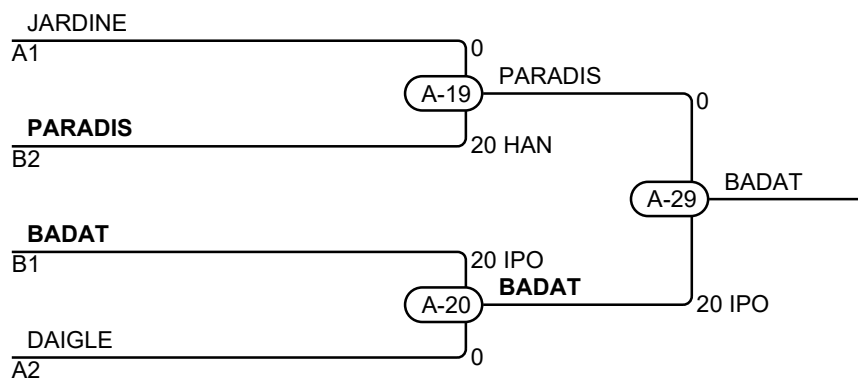 JARDINE
A1
0
A-19
PARADIS
0
PARADIS
B2
20 HAN
A-29
BADAT
BADAT
B1
20 IPO
BADAT
A-20
20 IPO
DAIGLE
A2
0